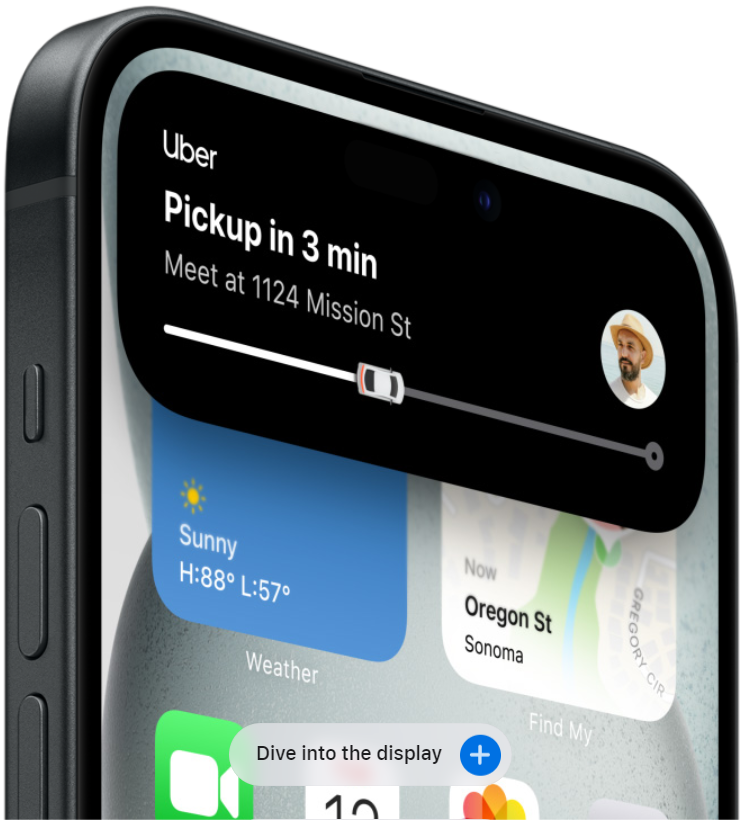 Uber
Pickup in 3 min
Meet at 1124 Mission St
Sunny
H:88° L:57°
Weather
Now
Oregon St
Sonoma
GREGORY CIR
Find My
Dive into the display